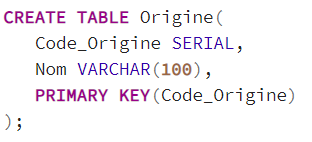 CREATE TABLE Origine(
   Code_Origine SERIAL,
   Nom VARCHAR(100),
   PRIMARY KEY(Code_Origine)
);